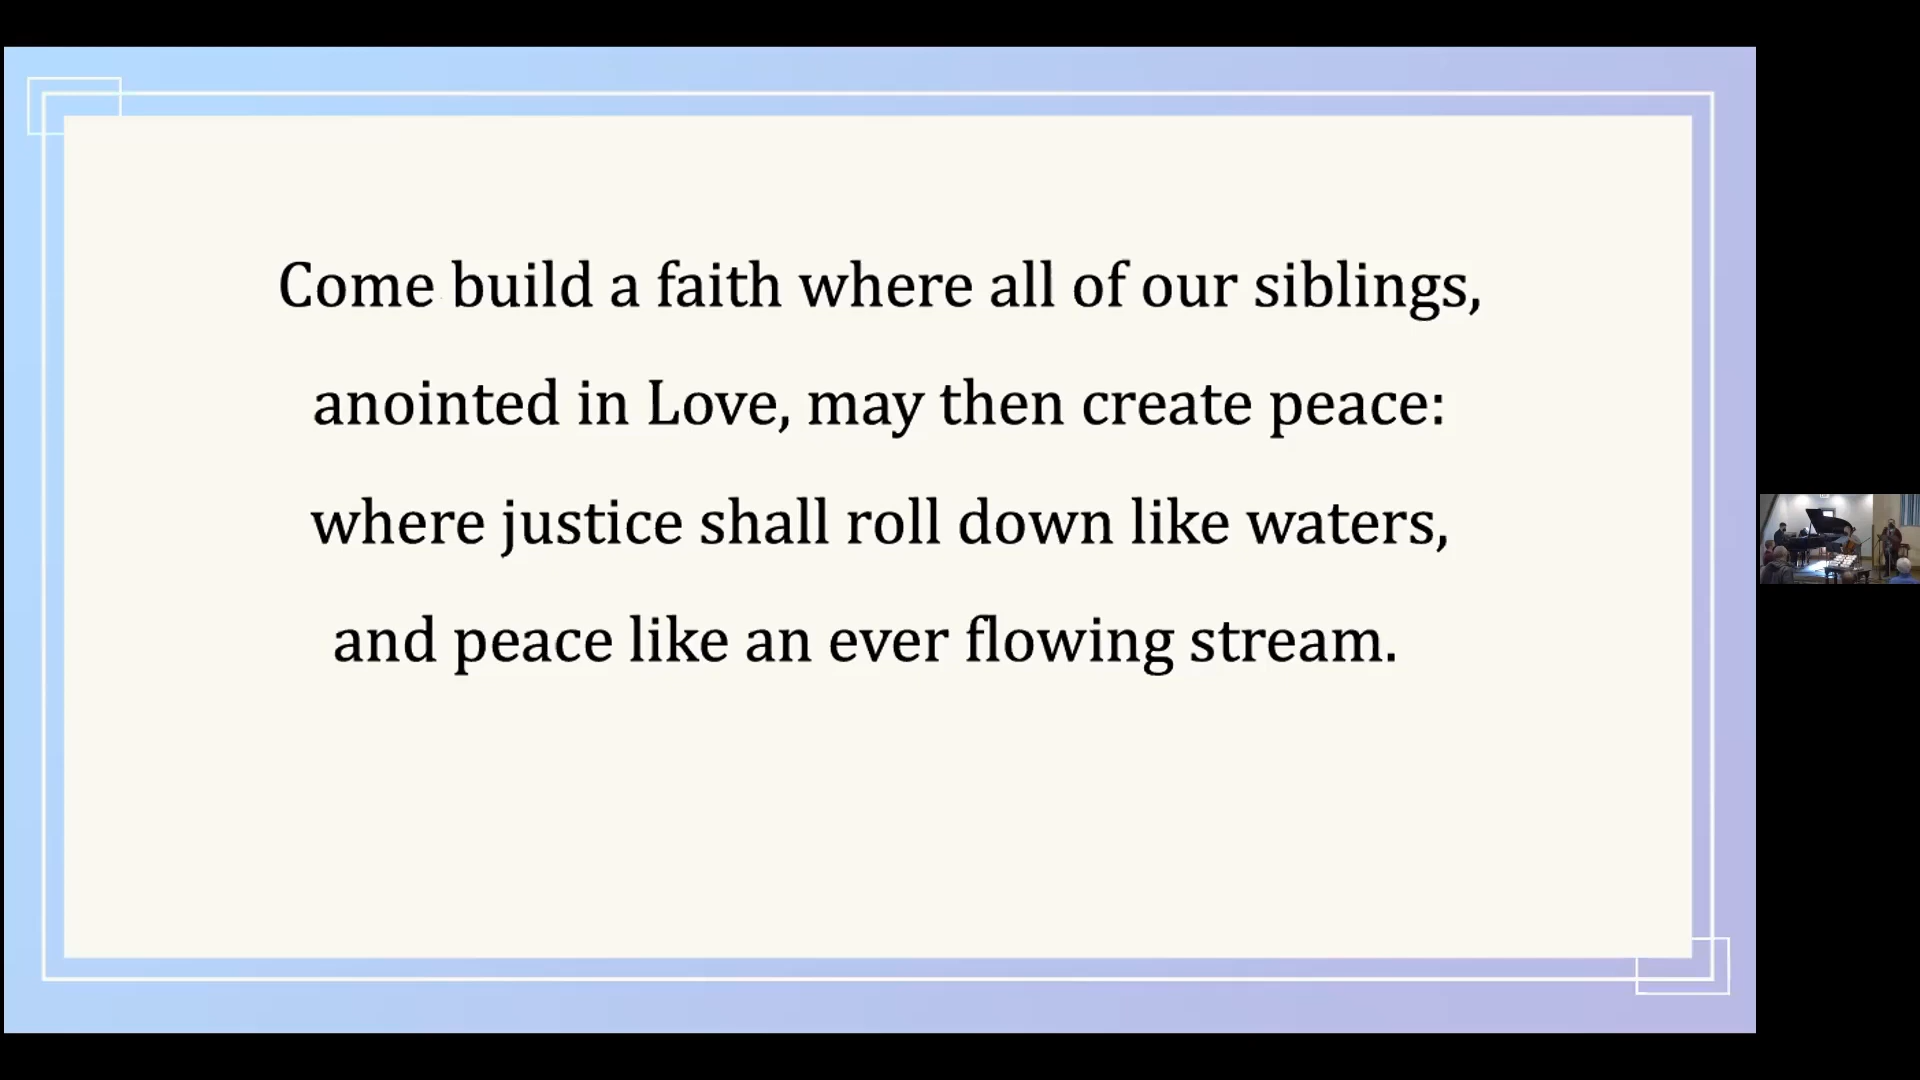 Come build a faith where all of our siblings,
anointed in Love, may then create peace:
where justice shall roll down like waters,
and peace like an ever flowing stream.